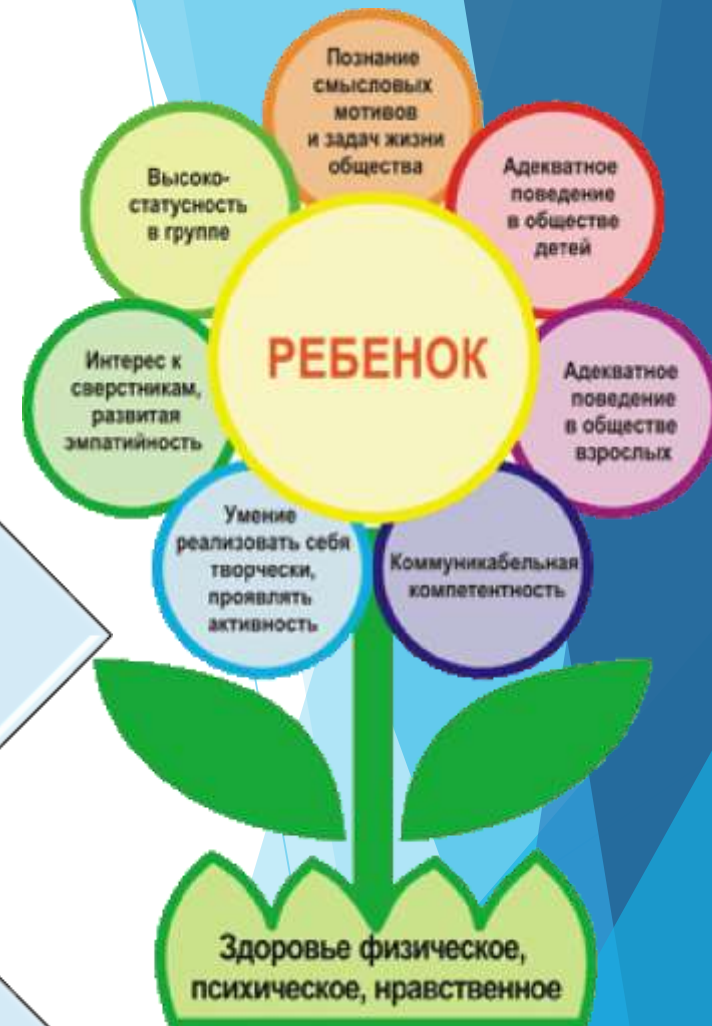 Познание
смысловых
мотивов
и задач жизни
общества
Высоко-
статусность
в группе
Адекватное
поведение
в обществе
детей
РЕБЕНОК
Интерес к
сверстникам,
развитая
эмпатийность
Адекватное
поведение
в обществе
взрослых
Умение
реализовать себя
творчески,
проявлять
активность
Коммуникабельная
компетентность
Здоровье физическое,
психическое, нравственное